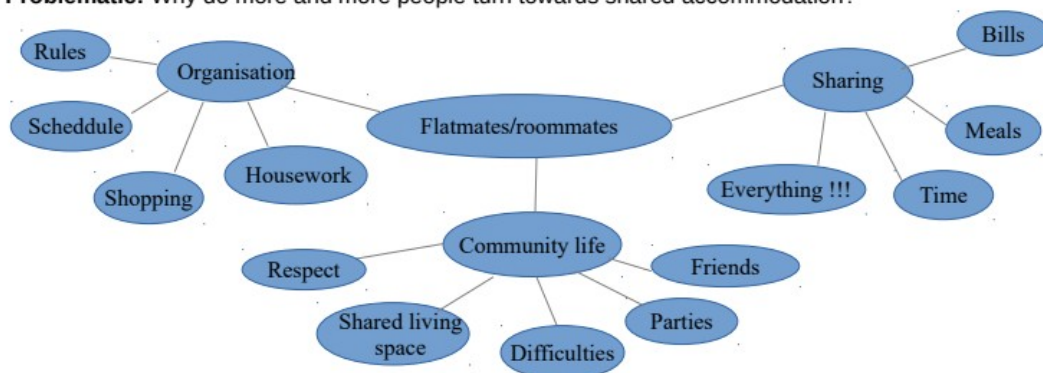 Problematic: Why do more and more people turn towards shared accommodation?
Bills
Rules
Organisation
Sharing
Scheddule
Flatmates/roommates
Meals
Housework
Everything !!!
Shopping
Time
Community life
Respect
Friends
Shared living
space
Parties
Difficulties